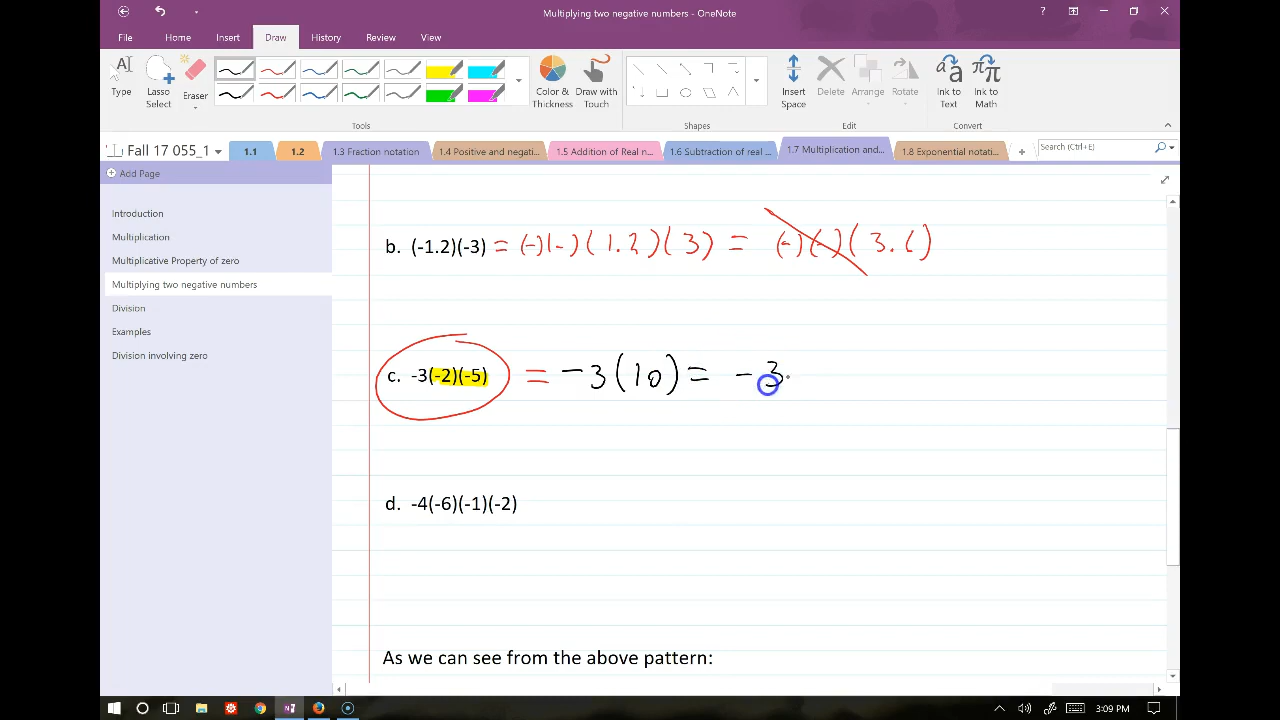 Multiplying two negative numbers - OneNote
?
File Home Insert Draw History Review View
Type
Lasso Select
Eraser
Color & Thickness
Draw with Touch
Insert Space
Delete
Arrange
Rotate
Ink to Text
Ink to Math
Tools Shapes Edit Convert
Fall 17 055_1 1.1 1.2 1.3 Fraction notation 1.4 Positive and negati... 1.5 Addition of Real n... 1.6 Subtraction of real ... 1.7 Multiplication and... 1.8 Exponential notati... Search (Ctrl+E)
Add Page
Introduction
Multiplication
Multiplicative Property of zero
Multiplying two negative numbers
Division
Examples
Division involving zero
b. (-1.2)(-3) = (-)(-)(1.2)(3) = (-)(-)(3.6)
c. -3(-2)(-5) = -3(10) = -3
d. -4(-6)(-1)(-2)
As we can see from the above pattern:
3:09 PM